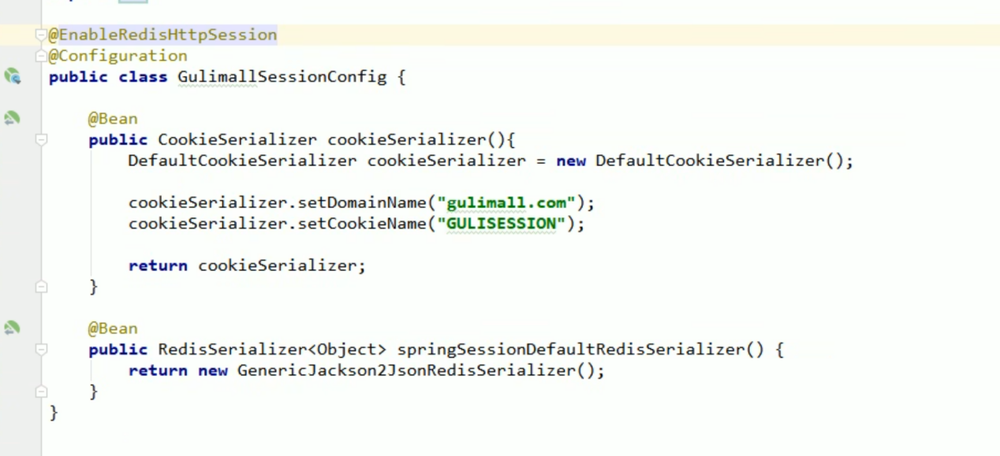 @EnableRedisHttpSession
@Configuration
public class GulimallSessionConfig {
@Bean
public CookieSerializer cookieSerializer(){
DefaultCookieSerializer cookieSerializer = new DefaultCookieSerializer();
cookieSerializer.setDomainName("gulimall.com");
cookieSerializer.setCookieName("GULISESSION");
return cookieSerializer;
}
@Bean
public RedisSerializer<Object> springSessionDefaultRedisSerializer() {
return new GenericJackson2JsonRedisSerializer();
}
}